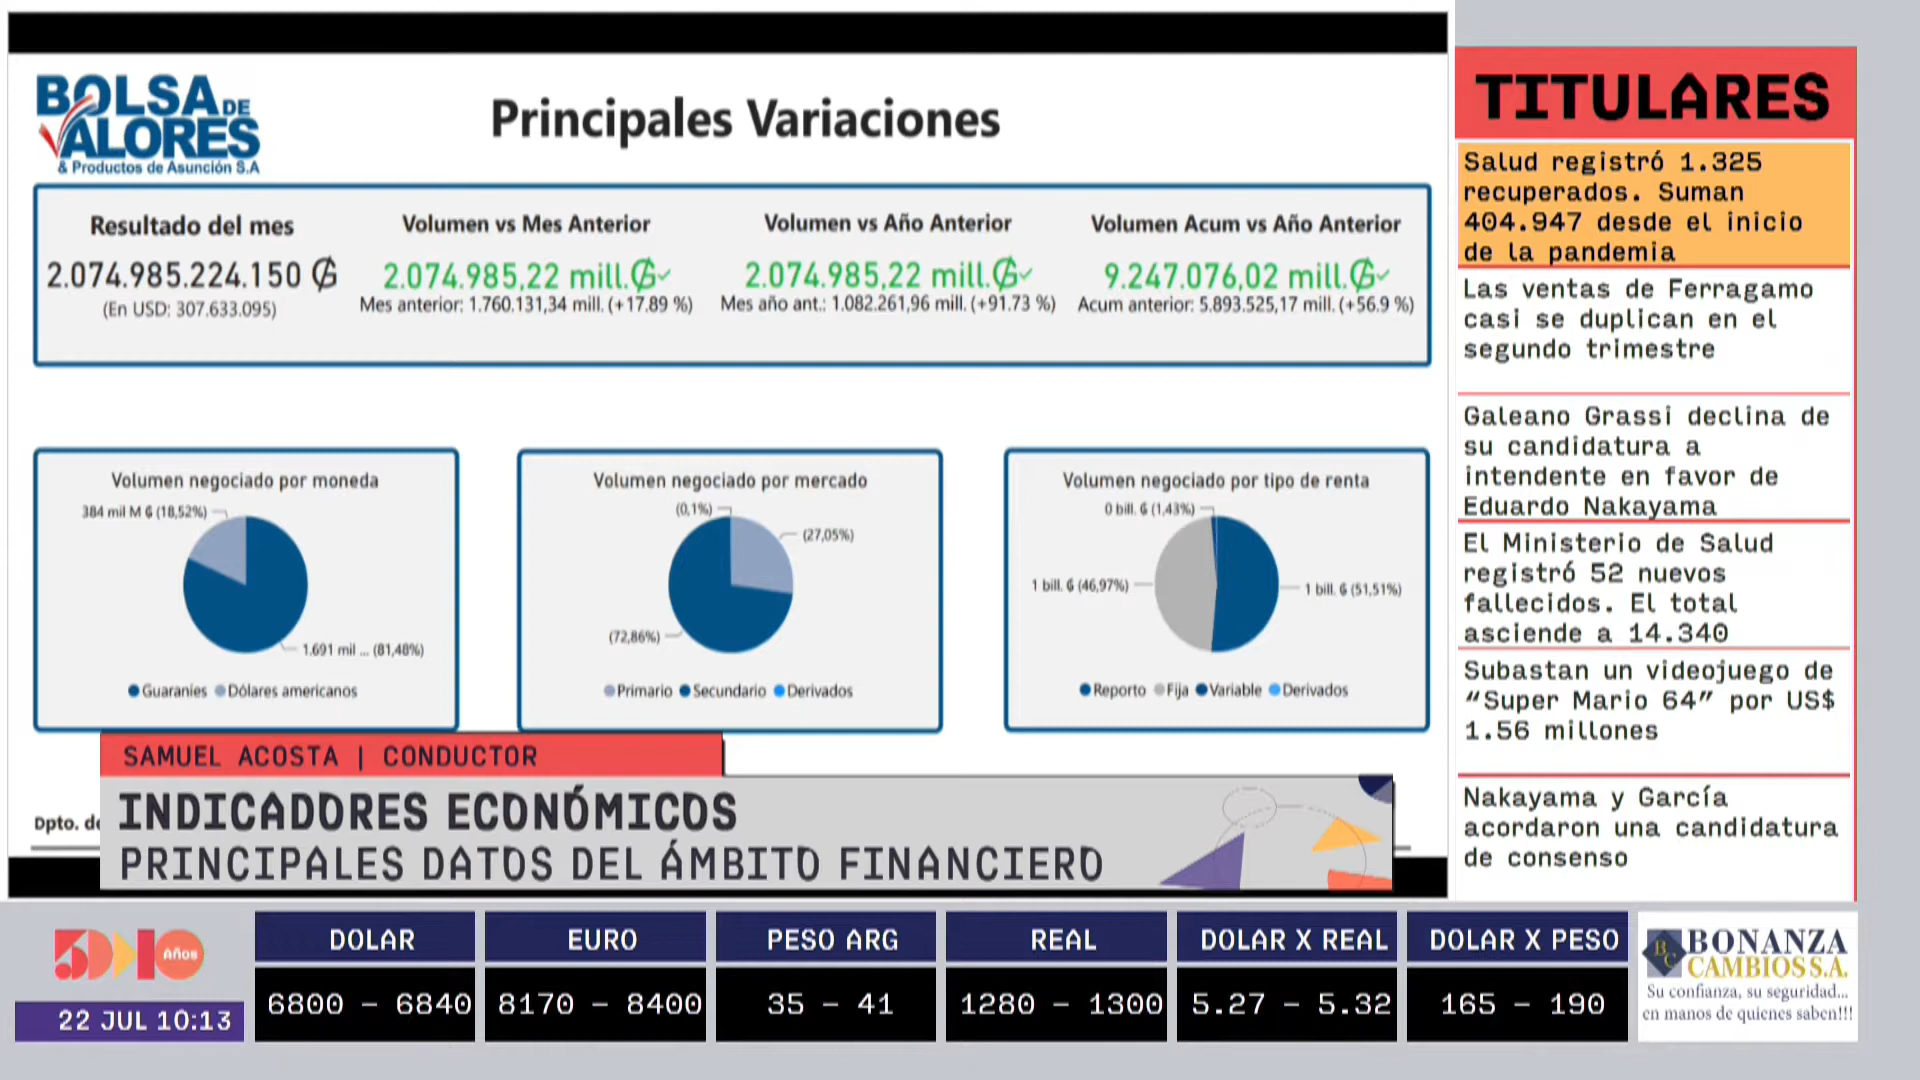 BOLSA DE
VALORES
& Productos de Asunción S.A
Principales Variaciones
Resultado del mes
2.074.985.224.150 ₲
(En USD: 307.633.095)
Volumen vs Mes Anterior
2.074.985,22 mill.₲
Mes anterior: 1.760.131,34 mill. (+17.89 %)
Volumen vs Año Anterior
2.074.985,22 mill.₲
Mes año ant.: 1.082.261,96 mill. (+91.73 %)
Volumen Acum vs Año Anterior
9.247.076,02 mill.₲
Acum anterior: 5.893.525,17 mill. (+56.9 %)
Volumen negociado por moneda
384 mil M ₲ (18,52%)
1.691 mil ... (81,48%)
Guaraníes Dólares americanos
Volumen negociado por mercado
(0,1%)
(27,05%)
(72,86%)
Primario Secundario Derivados
Volumen negociado por tipo de renta
0 bill. ₲ (1,43%)
1 bill. ₲ (46,97%)
1 bill. ₲ (51,51%)
Reporto Fija Variable Derivados
Dpto. de
SAMUEL ACOSTA | CONDUCTOR
INDICADORES ECONÓMICOS
PRINCIPALES DATOS DEL ÁMBITO FINANCIERO
TITULARES
Salud registró 1.325
recuperados. Suman
404.947 desde el inicio
de la pandemia
Las ventas de Ferragamo
casi se duplican en el
segundo trimestre
Galeano Grassi declina de
su candidatura a
intendente en favor de
Eduardo Nakayama
El Ministerio de Salud
registró 52 nuevos
fallecidos. El total
asciende a 14.340
Subastan un videojuego de
“Super Mario 64” por US$
1.56 millones
Nakayama y García
acordaron una candidatura
de consenso
5D10 Años
22 JUL 10:13
DOLAR
6800 - 6840
EURO
8170 - 8400
PESO ARG
35 - 41
REAL
1280 - 1300
DOLAR X REAL
5.27 - 5.32
DOLAR X PESO
165 - 190
BC BONANZA
CAMBIOS S.A.
Su confianza, su seguridad...
en manos de quienes saben!!!